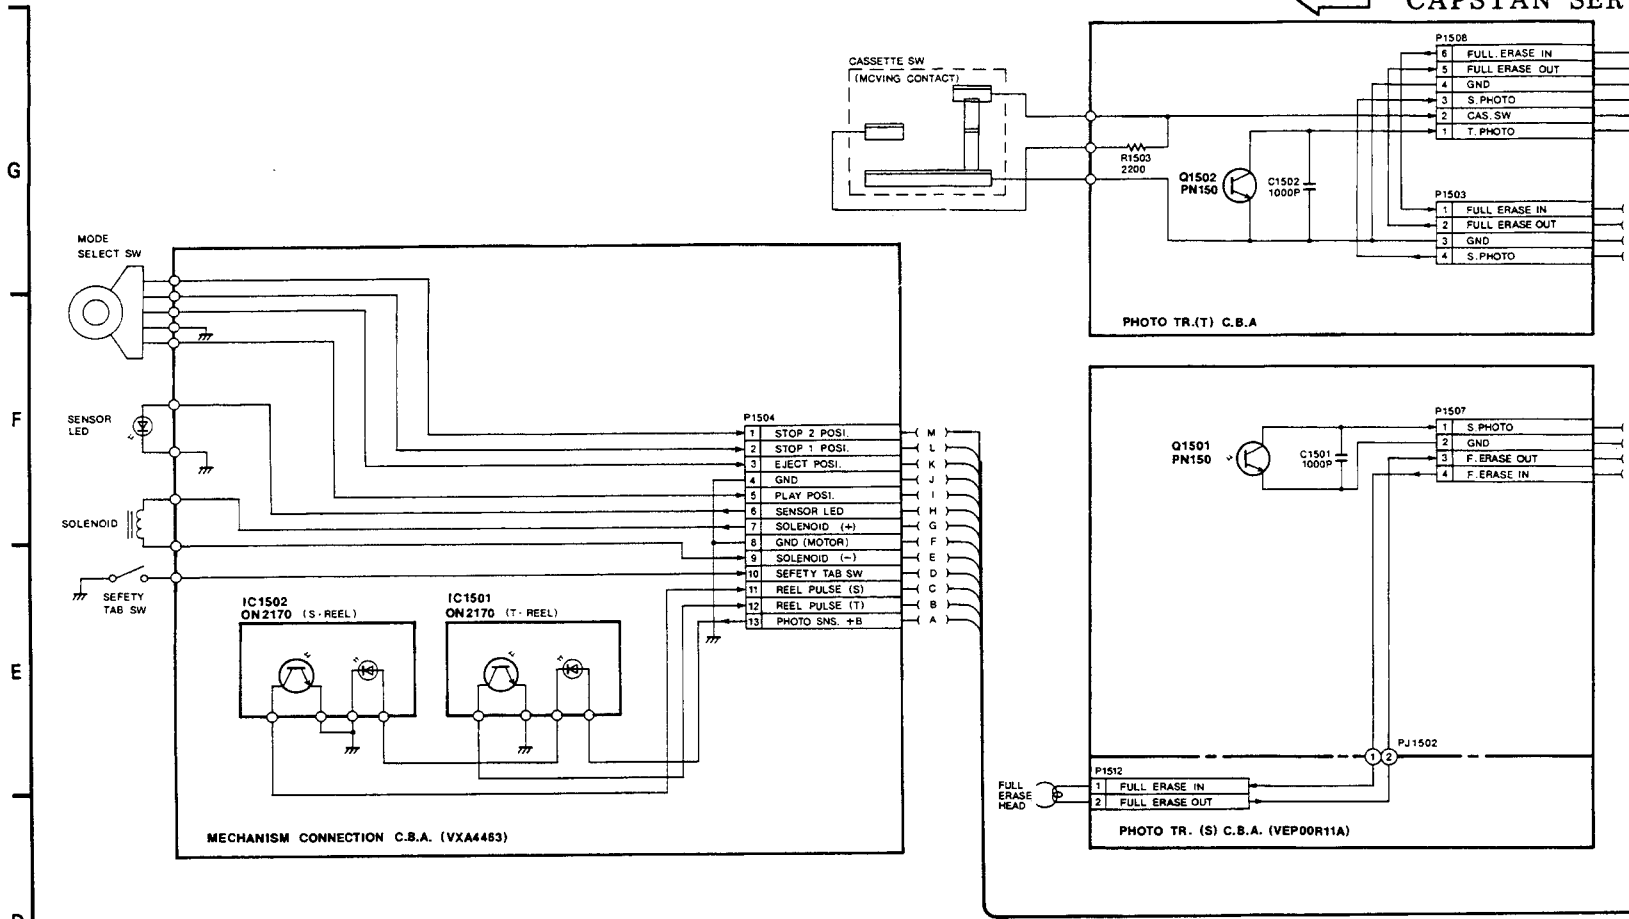 CAPSTAN SER
G
F
E
D
MODE
SELECT SW
SENSOR
LED
SOLENOID
SEFETY
TAB SW
P1504
1 STOP 2 POSI.
2 STOP 1 POSI.
3 EJECT POSI.
4 GND
5 PLAY POSI.
6 SENSOR LED
7 SOLENOID (+)
8 GND (MOTOR)
9 SOLENOID (-)
10 SEFETY TAB SW
11 REEL PULSE (S)
12 REEL PULSE (T)
13 PHOTO SNS. +B
M
L
K
J
I
H
G
F
E
D
C
B
A
IC1502
ON2170 (S-REEL)
IC1501
ON2170 (T-REEL)
MECHANISM CONNECTION C.B.A. (VXA4463)
CASSETTE SW
(MCVING CONTACT)
R1503
2200
Q1502
PN150
C1502
1000P
P1508
6 FULL. ERASE IN
5 FULL ERASE OUT
4 GND
3 S.PHOTO
2 CAS.SW
1 T.PHOTO
P1503
1 FULL ERASE IN
2 FULL ERASE OUT
3 GND
4 S.PHOTO
PHOTO TR.(T) C.B.A
Q1501
PN150
C1501
1000P
P1507
1 S.PHOTO
2 GND
3 F.ERASE OUT
4 F.ERASE IN
1 2 PJ1502
FULL
ERASE
HEAD
P1512
1 FULL ERASE IN
2 FULL ERASE OUT
PHOTO TR. (S) C.B.A. (VEP00R11A)